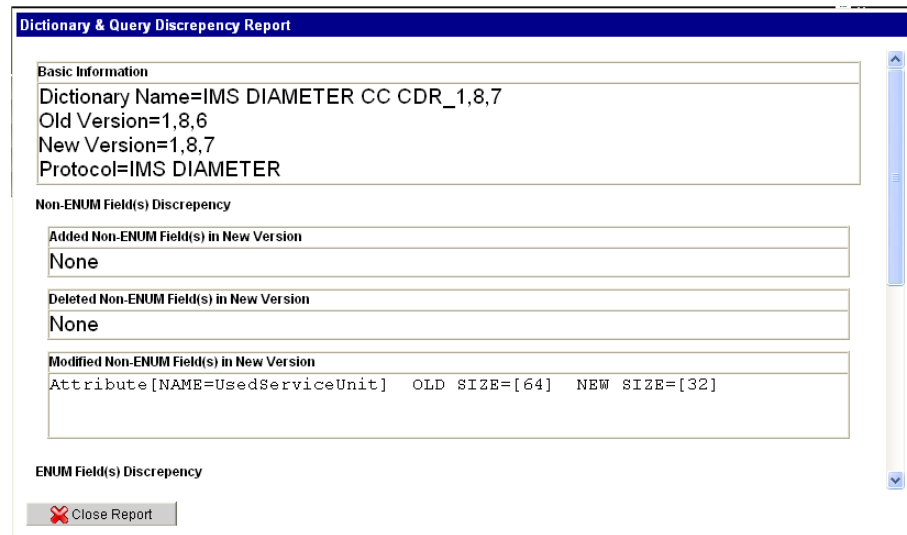 Dictionary & Query Discrepency Report
Basic Information
Dictionary Name=IMS DIAMETER CC CDR_1,8,7
Old Version=1,8,6
New Version=1,8,7
Protocol=IMS DIAMETER
Non-ENUM Field(s) Discrepency
Added Non-ENUM Field(s) in New Version
None
Deleted Non-ENUM Field(s) in New Version
None
Modified Non-ENUM Field(s) in New Version
Attribute[NAME=UsedServiceUnit]  OLD SIZE=[64]  NEW SIZE=[32]
ENUM Field(s) Discrepency
Close Report